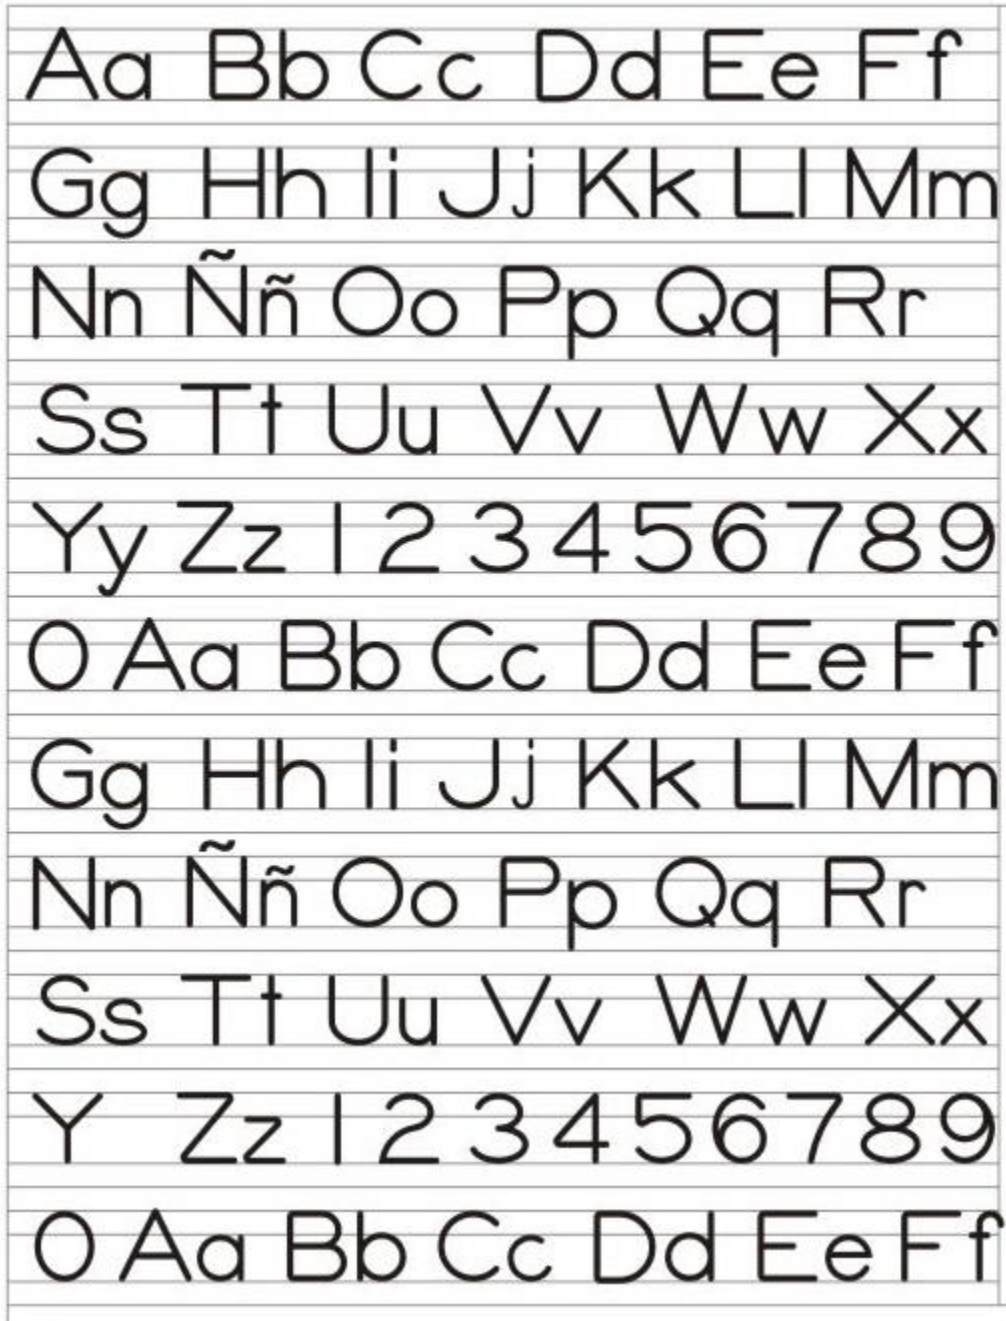 Aa Bb Cc Dd Ee Ff
Gg Hh Ii Jj Kk Ll Mm
Nn Ññ Oo Pp Qq Rr
Ss Tt Uu Vv Ww Xx
Yy Zz 1 2 3 4 5 6 7 8 9
0 Aa Bb Cc Dd Ee Ff
Gg Hh Ii Jj Kk Ll Mm
Nn Ññ Oo Pp Qq Rr
Ss Tt Uu Vv Ww Xx
Y Zz 1 2 3 4 5 6 7 8 9
0 Aa Bb Cc Dd Ee Ff